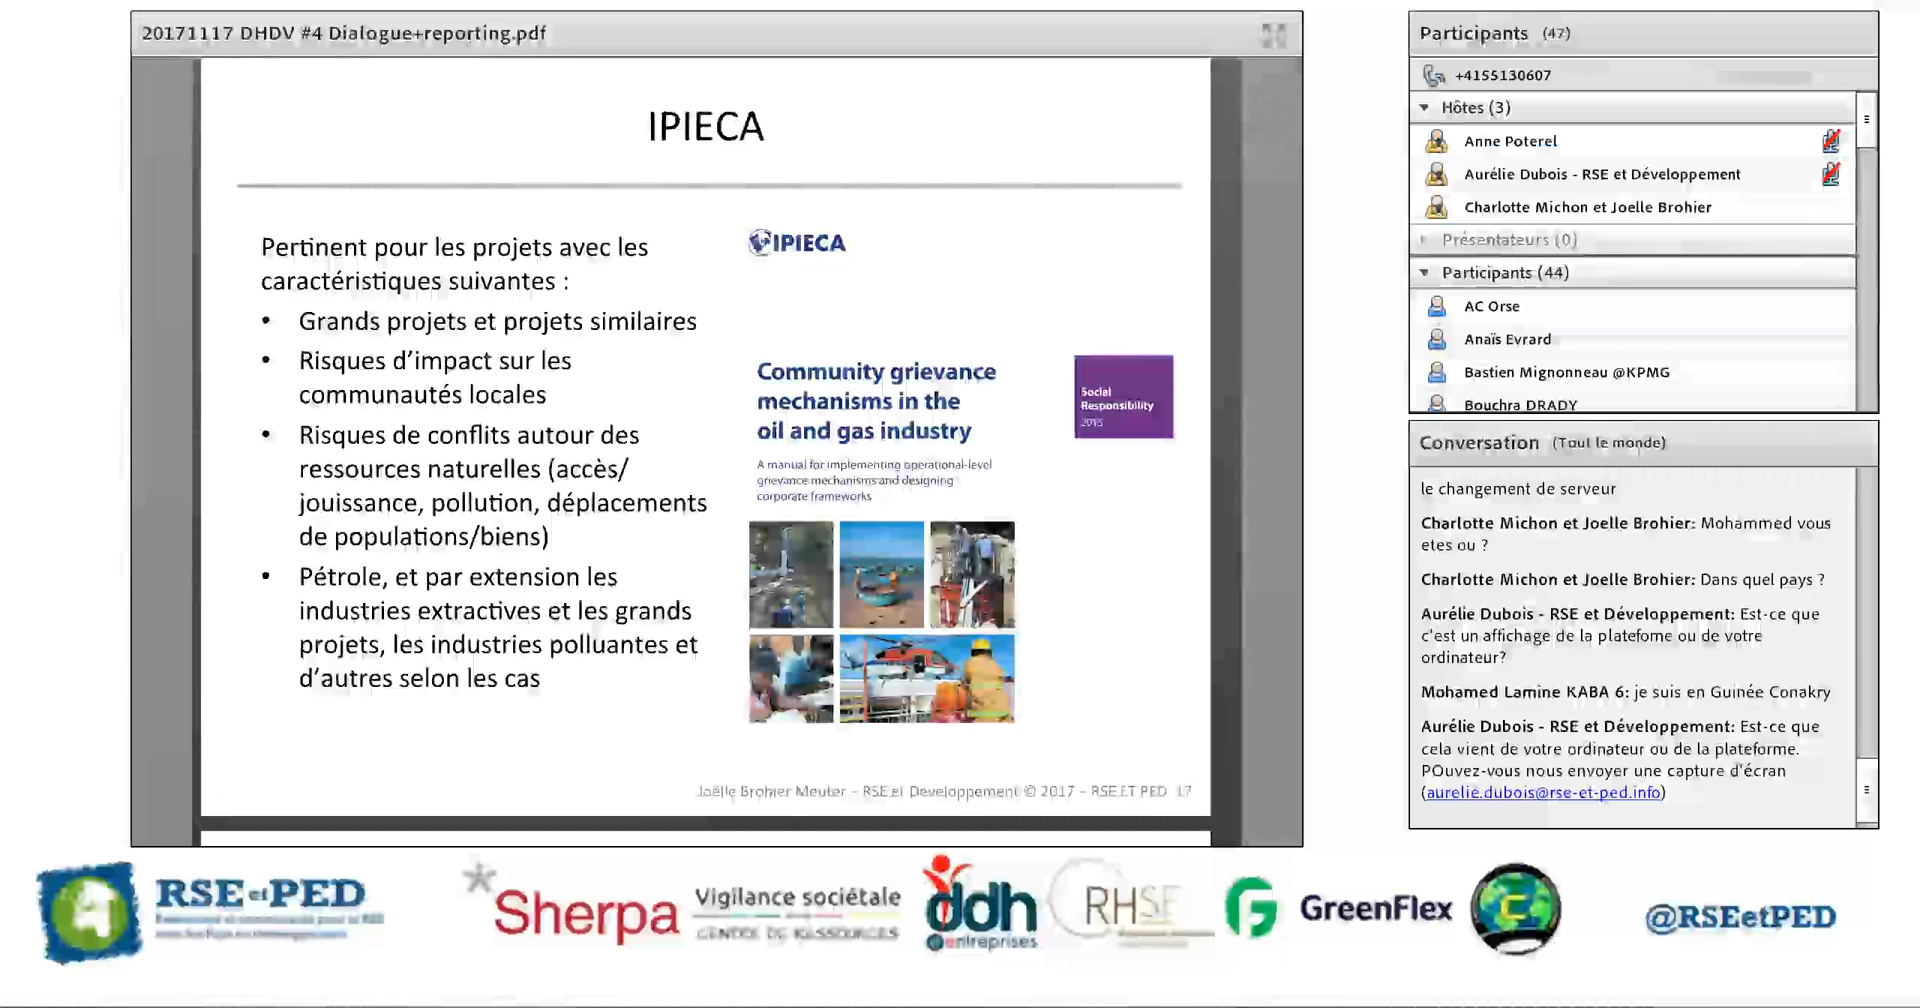 20171117 DHDV #4 Dialogue+reporting.pdf
IPIECA
Pertinent pour les projets avec les
caractéristiques suivantes :
• Grands projets et projets similaires
• Risques d’impact sur les
communautés locales
• Risques de conflits autour des
ressources naturelles (accès/
jouissance, pollution, déplacements
de populations/biens)
• Pétrole, et par extension les
industries extractives et les grands
projets, les industries polluantes et
d’autres selon les cas
IPIECA
Community grievance
mechanisms in the
oil and gas industry
A manual for implementing operational-level
grievance mechanisms and designing
corporate frameworks
Social
Responsibility
2015
Joëlle Brohier Meuter – RSE et Développement © 2017 – RSE ET PED 17
Participants (47)
+4155130607
Hôtes (3)
Anne Poterel
Aurélie Dubois - RSE et Développement
Charlotte Michon et Joelle Brohier
Présentateurs (0)
Participants (44)
AC Orse
Anaïs Evrard
Bastien Mignonneau @KPMG
Bouchra DRADY
Conversation (Tout le monde)
le changement de serveur
Charlotte Michon et Joelle Brohier: Mohammed vous
etes ou ?
Charlotte Michon et Joelle Brohier: Dans quel pays ?
Aurélie Dubois - RSE et Développement: Est-ce que
c'est un affichage de la platefome ou de votre
ordinateur?
Mohamed Lamine KABA 6: je suis en Guinée Conakry
Aurélie Dubois - RSE et Développement: Est-ce que
cela vient de votre ordinateur ou de la plateforme.
POuvez-vous nous envoyer une capture d'écran
(aurelie.dubois@rse-et-ped.info)
RSE et PED
Sherpa
Vigilance sociétale
CENTRE DE RESSOURCES
ddh
@entreprises
RHSF
GreenFlex
@RSEetPED